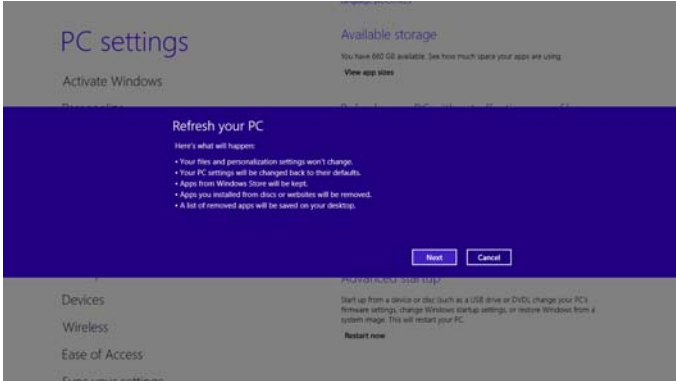 PC settings
Activate Windows
Available storage
You have 660 GB available. See how much space your apps are using.
View app sizes
Refresh your PC
Here's what will happen:
• Your files and personalization settings won't change.
• Your PC settings will be changed back to their defaults.
• Apps from Windows Store will be kept.
• Apps you installed from discs or websites will be removed.
• A list of removed apps will be saved on your desktop.
Next
Cancel
Devices
Wireless
Ease of Access
Advanced startup
Start up from a device or disc (such as a USB drive or DVD), change your PC's
firmware settings, change Windows startup settings, or restore Windows from a
system image. This will restart your PC.
Restart now